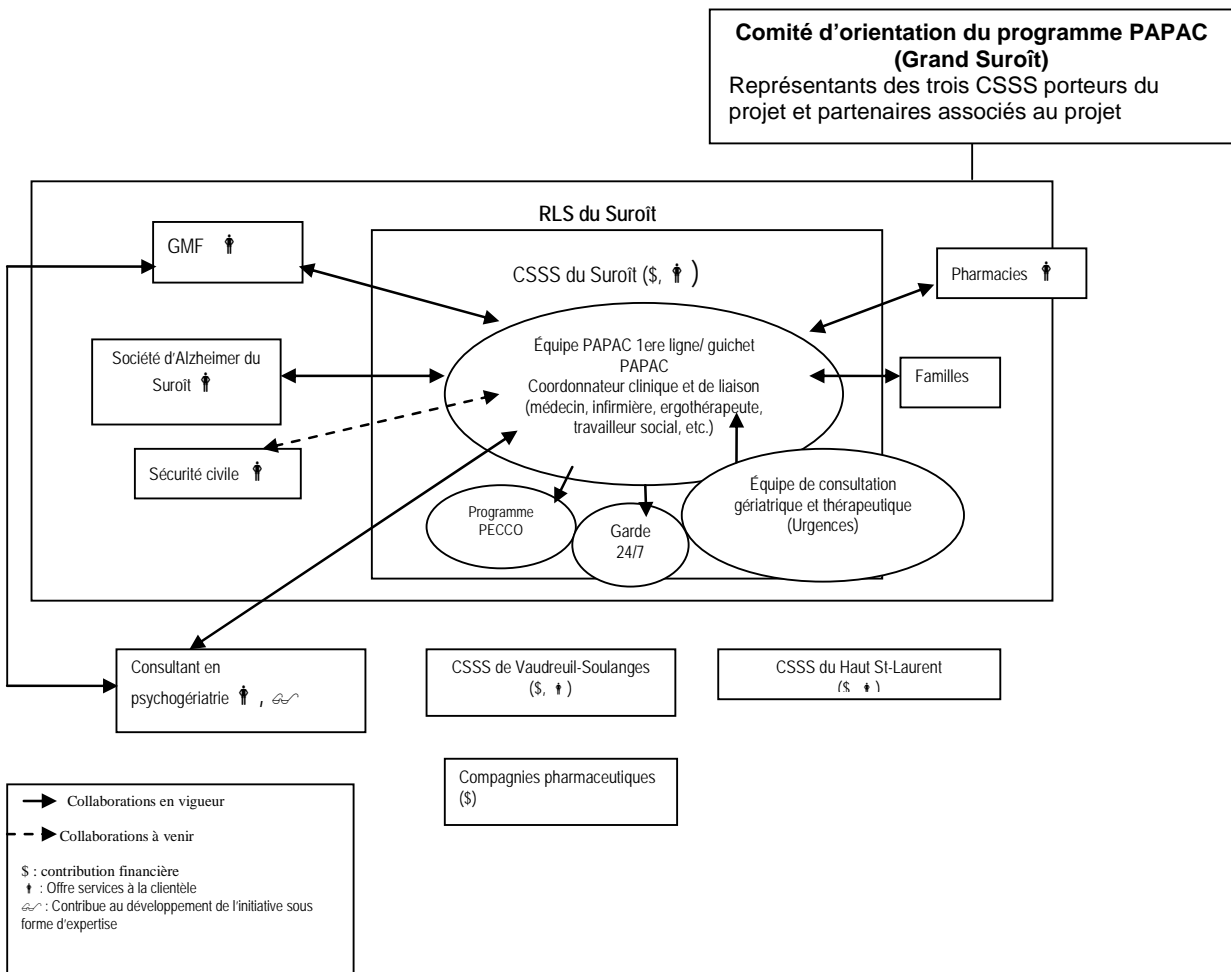 Comité d'orientation du programme PAPAC
(Grand Suroît)
Représentants des trois CSSS porteurs du
projet et partenaires associés au projet
RLS du Suroît
GMF
CSSS du Suroît ($, )
Pharmacies
Équipe PAPAC 1ere ligne/ guichet
PAPAC
Coordonnateur clinique et de liaison
(médecin, infirmière, ergothérapeute,
travailleur social, etc.)
Société d'Alzheimer du
Suroît
Familles
Sécurité civile
Programme
PECCO
Garde
24/7
Équipe de consultation
gériatrique et thérapeutique
(Urgences)
Consultant en
psychogériatrie ,
CSSS de Vaudreuil-Soulanges
($, )
CSSS du Haut St-Laurent
($, )
Compagnies pharmaceutiques
($)
Collaborations en vigueur
Collaborations à venir
$ : contribution financière
: Offre services à la clientèle
: Contribue au développement de l'initiative sous
forme d'expertise